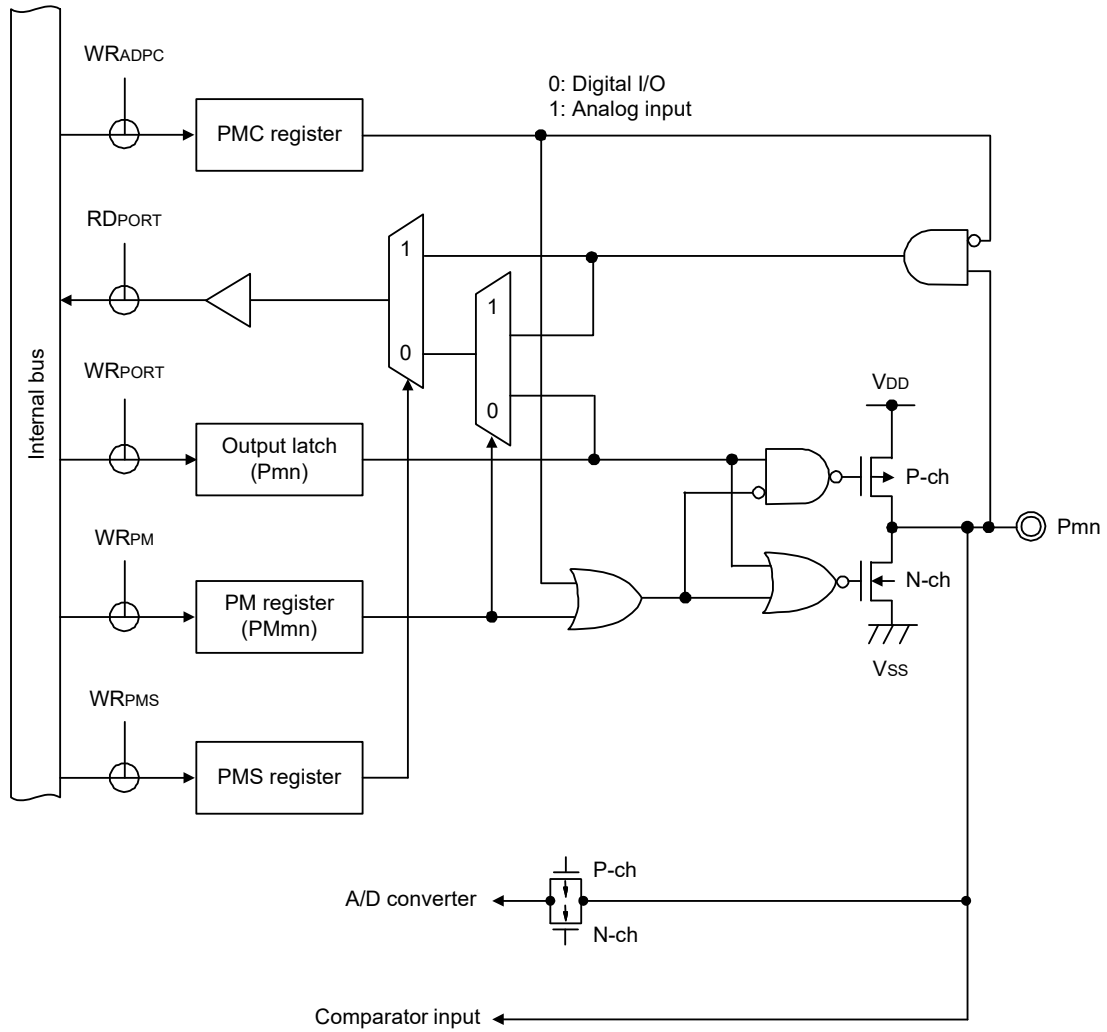 WRADPC
0: Digital I/O
1: Analog input
PMC register
RDPORT
1
1
0
0
Internal bus
WRPORT
VDD
Output latch
(Pmn)
P-ch
Pmn
WRPM
N-ch
PM register
(PMmn)
VSS
WRPMS
PMS register
P-ch
A/D converter
N-ch
Comparator input